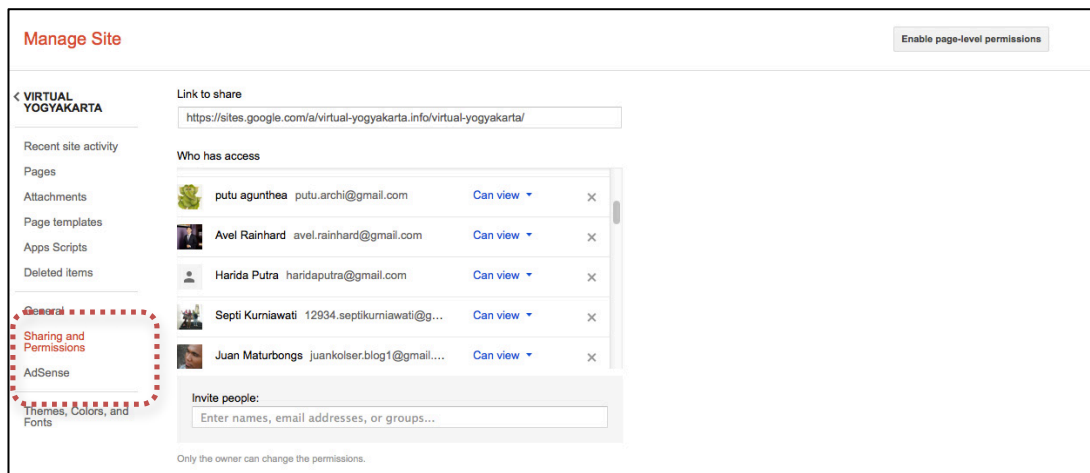 Manage Site
Enable page-level permissions
VIRTUAL
YOGYAKARTA
Recent site activity
Pages
Attachments
Page templates
Apps Scripts
Deleted items
General
Sharing and
Permissions
AdSense
Themes, Colors, and
Fonts
Link to share
https://sites.google.com/a/virtual-yogyakarta.info/virtual-yogyakarta/
Who has access
putu agunthea putu.archi@gmail.com Can view
Avel Rainhard avel.rainhard@gmail.com Can view
Harida Putra haridaputra@gmail.com Can view
Septi Kurniawati 12934.septikurniawati@g... Can view
Juan Maturbongs juankolser.blog1@gmail.... Can view
Invite people:
Enter names, email addresses, or groups...
Only the owner can change the permissions.